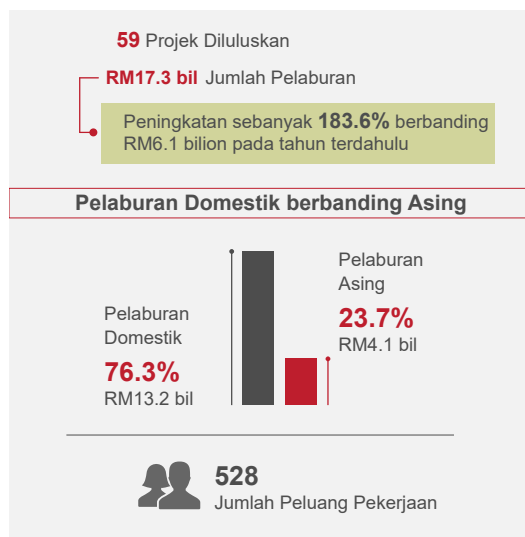 59 Projek Diluluskan
RM17.3 bil Jumlah Pelaburan
Peningkatan sebanyak 183.6% berbanding
RM6.1 bilion pada tahun terdahulu
Pelaburan Domestik berbanding Asing
Pelaburan
Domestik
76.3%
RM13.2 bil
Pelaburan
Asing
23.7%
RM4.1 bil
528
Jumlah Peluang Pekerjaan